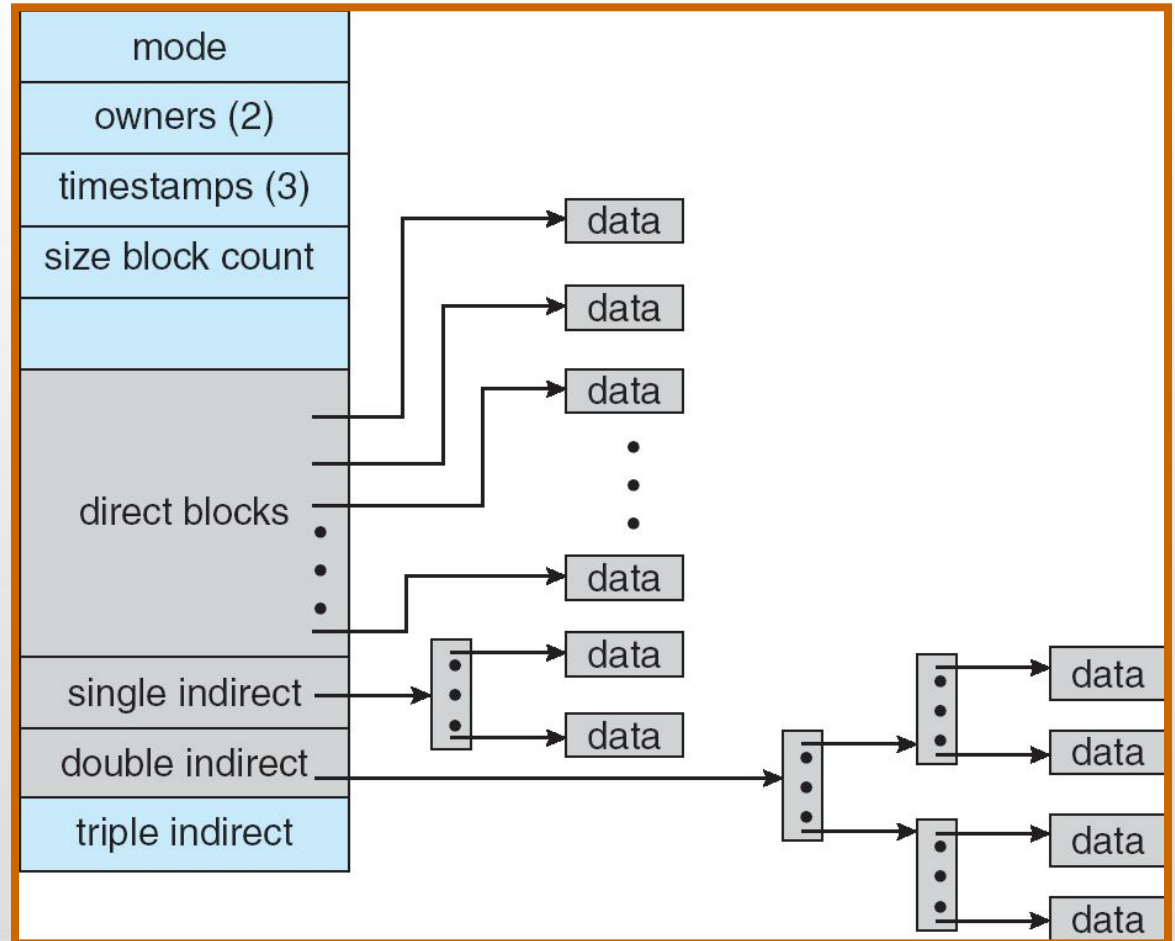 mode
owners (2)
timestamps (3)
size block count
direct blocks
single indirect
double indirect
triple indirect
data
data
data
data
data
data
data
data
data
data